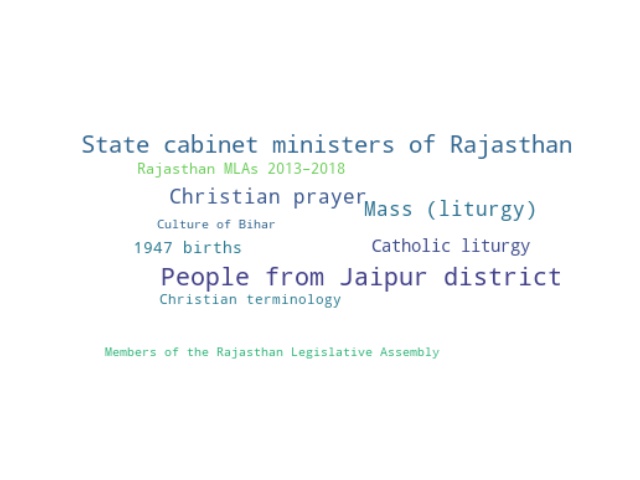 State cabinet ministers of Rajasthan
Rajasthan MLAs 2013–2018
Christian prayer
Mass (liturgy)
Culture of Bihar
1947 births
Catholic liturgy
People from Jaipur district
Christian terminology
Members of the Rajasthan Legislative Assembly